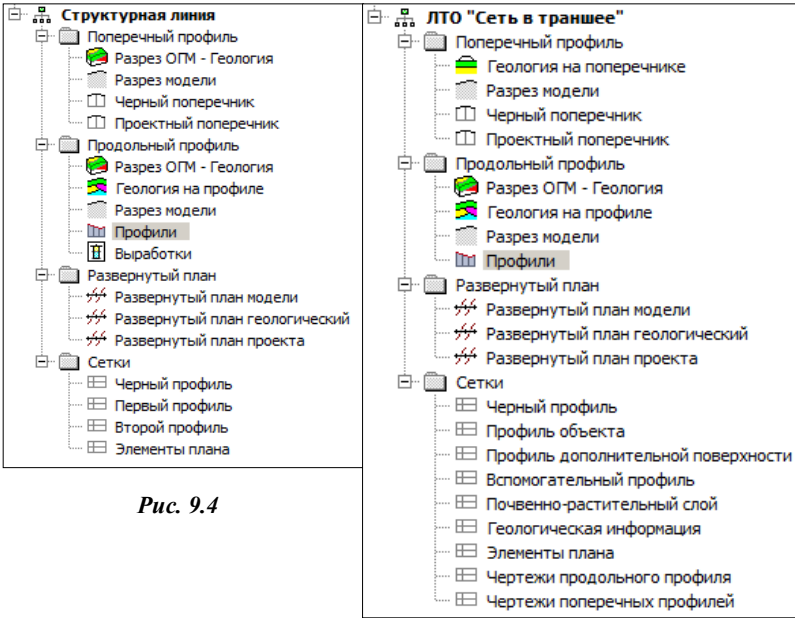 Структурная линия
Поперечный профиль
Разрез ОГМ - Геология
Разрез модели
Черный поперечник
Проектный поперечник
Продольный профиль
Разрез ОГМ - Геология
Геология на профиле
Разрез модели
Профили
Выработки
Развернутый план
Развернутый план модели
Развернутый план геологический
Развернутый план проекта
Сетки
Черный профиль
Первый профиль
Второй профиль
Элементы плана
Рис. 9.4
ЛТО "Сеть в траншее"
Поперечный профиль
Геология на поперечнике
Разрез модели
Черный поперечник
Проектный поперечник
Продольный профиль
Разрез ОГМ - Геология
Геология на профиле
Разрез модели
Профили
Развернутый план
Развернутый план модели
Развернутый план геологический
Развернутый план проекта
Сетки
Черный профиль
Профиль объекта
Профиль дополнительной поверхности
Вспомогательный профиль
Почвенно-растительный слой
Геологическая информация
Элементы плана
Чертежи продольного профиля
Чертежи поперечных профилей